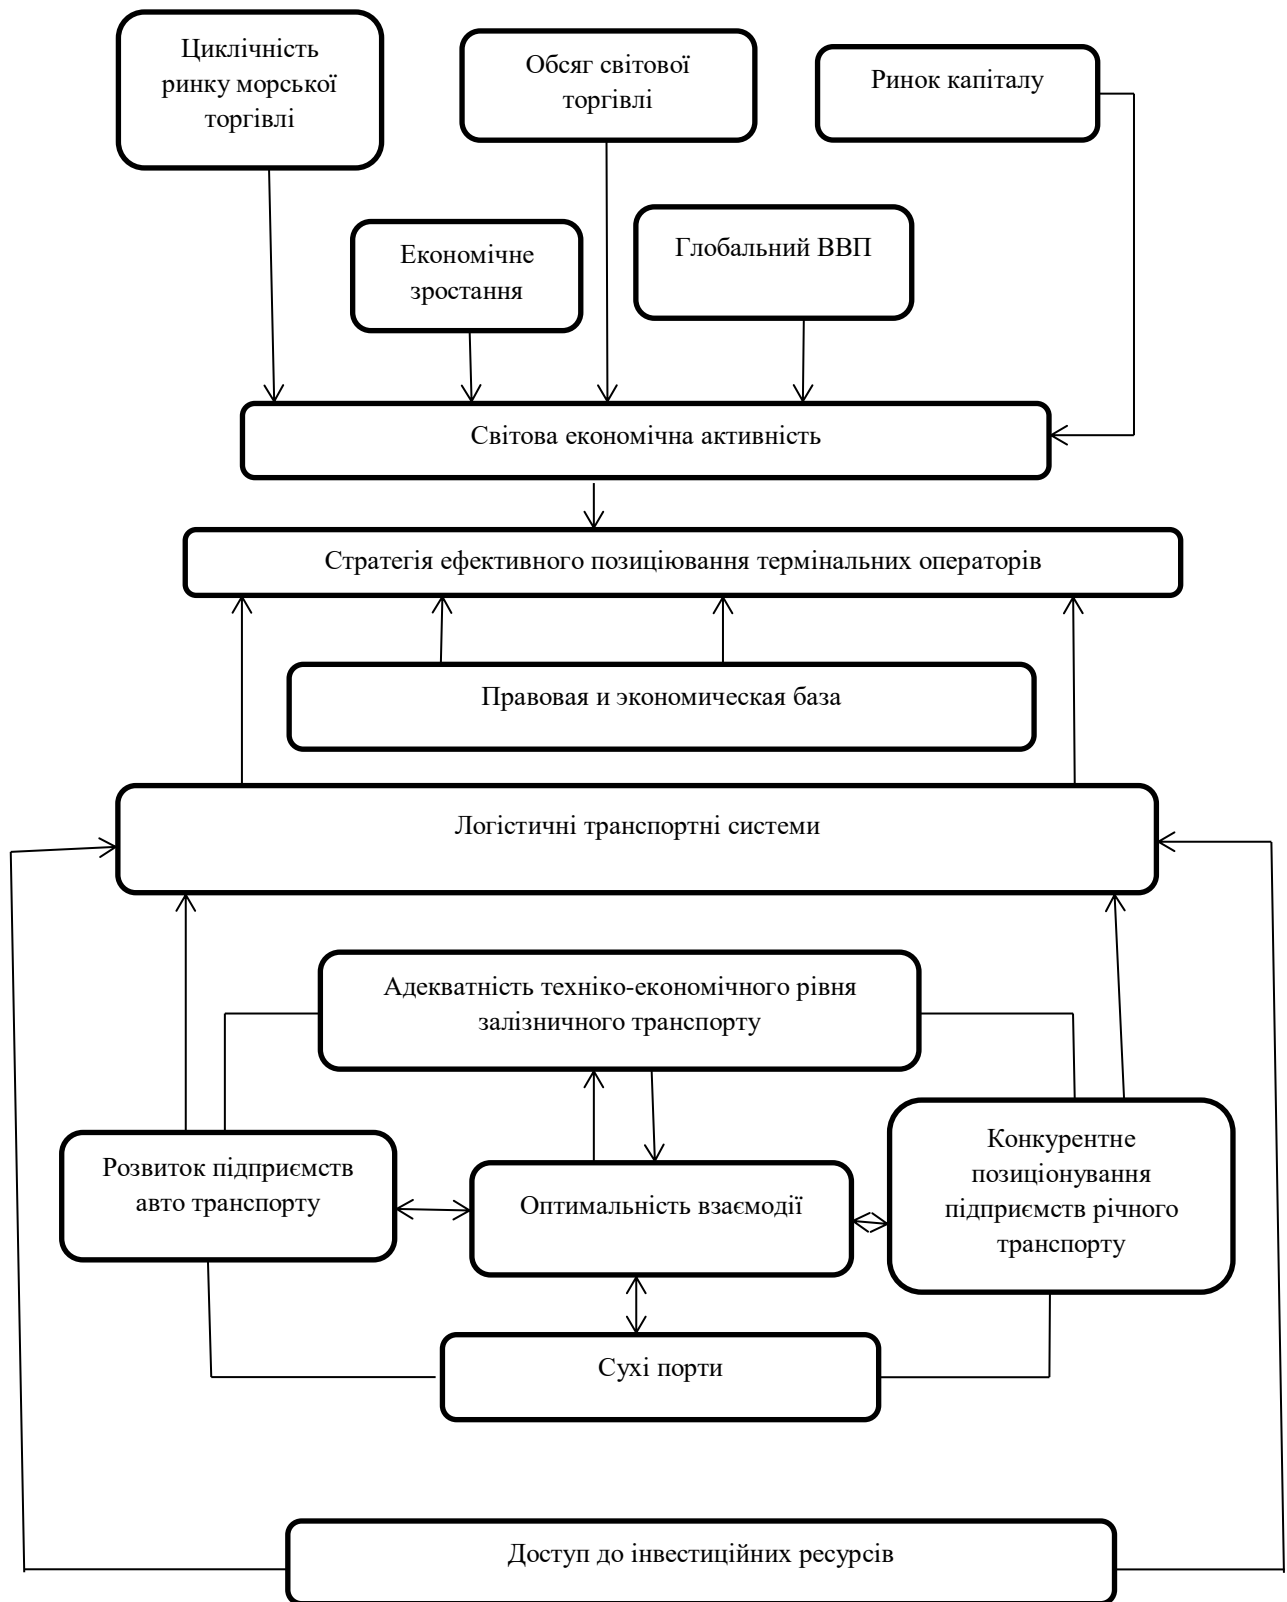 Циклічність
ринку морської
торгівлі
Обсяг світової
торгівлі
Ринок капіталу
Економічне
зростання
Глобальний ВВП
Світова економічна активність
Стратегія ефективного позиціювання термінальних операторів
Правовая и экономическая база
Логістичні транспортні системи
Адекватність техніко-економічного рівня
залізничного транспорту
Розвиток підприємств
авто транспорту
Оптимальність взаємодії
Конкурентне
позиціонування
підприємств річного
транспорту
Сухі порти
Доступ до інвестиційних ресурсів